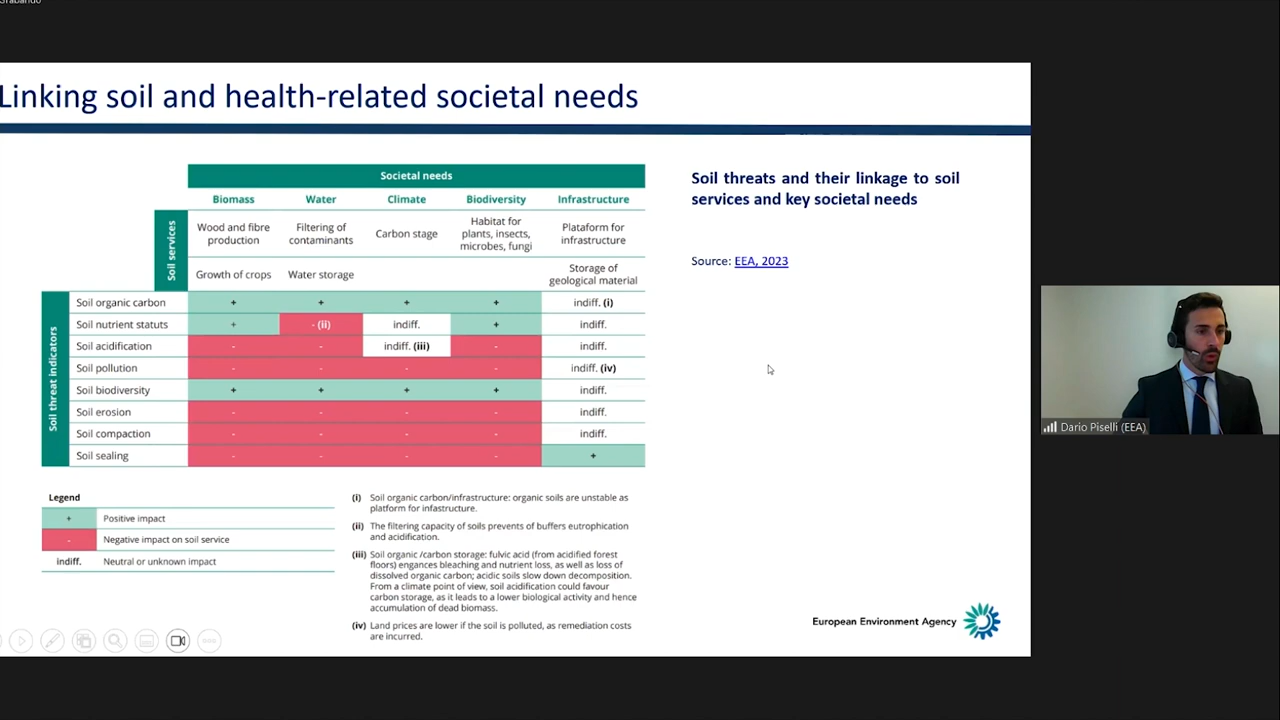 Grabando
Linking soil and health-related societal needs
Societal needs
Biomass Water Climate Biodiversity Infrastructure
Soil services
Wood and fibre production Filtering of contaminants Carbon stage Habitat for plants, insects, microbes, fungi Plataform for infrastructure
Growth of crops Water storage Storage of geological material
Soil threat indicators
Soil organic carbon + + + + indiff. (i)
Soil nutrient statuts + - (ii) indiff. + indiff.
Soil acidification - - indiff. (iii) - indiff.
Soil pollution - - - - indiff. (iv)
Soil biodiversity + + + + indiff.
Soil erosion - - - - indiff.
Soil compaction - - - - indiff.
Soil sealing - - - - +
Legend
+ Positive impact
- Negative impact on soil service
indiff. Neutral or unknown impact
(i) Soil organic carbon/infrastructure: organic soils are unstable as
platform for infastructure.
(ii) The filtering capacity of soils prevents of buffers eutrophication
and acidification.
(iii) Soil organic /carbon storage: fulvic acid (from acidified forest
floors) engances bleaching and nutrient loss, as well as loss of
dissolved organic carbon; acidic soils slow down decomposition.
From a climate point of view, soil acidification could favour
carbon storage, as it leads to a lower biological activity and hence
accumulation of dead biomass.
(iv) Land prices are lower if the soil is polluted, as remediation costs
are incurred.
Soil threats and their linkage to soil
services and key societal needs
Source: EEA, 2023
European Environment Agency
Dario Piselli (EEA)